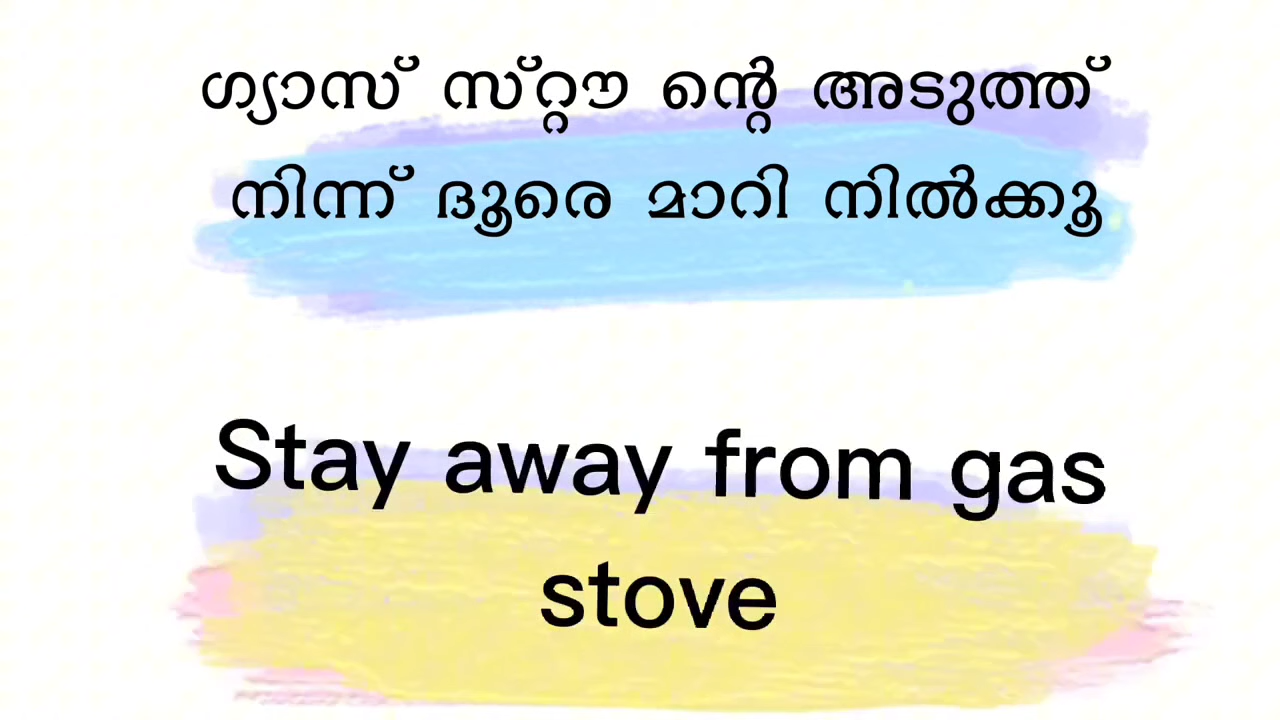 ഗ്യാസ് സ്റ്റൗ ന്റെ അടുത്ത്
നിന്ന് ദൂരെ മാറി നിൽക്കൂ
Stay away from gas
stove